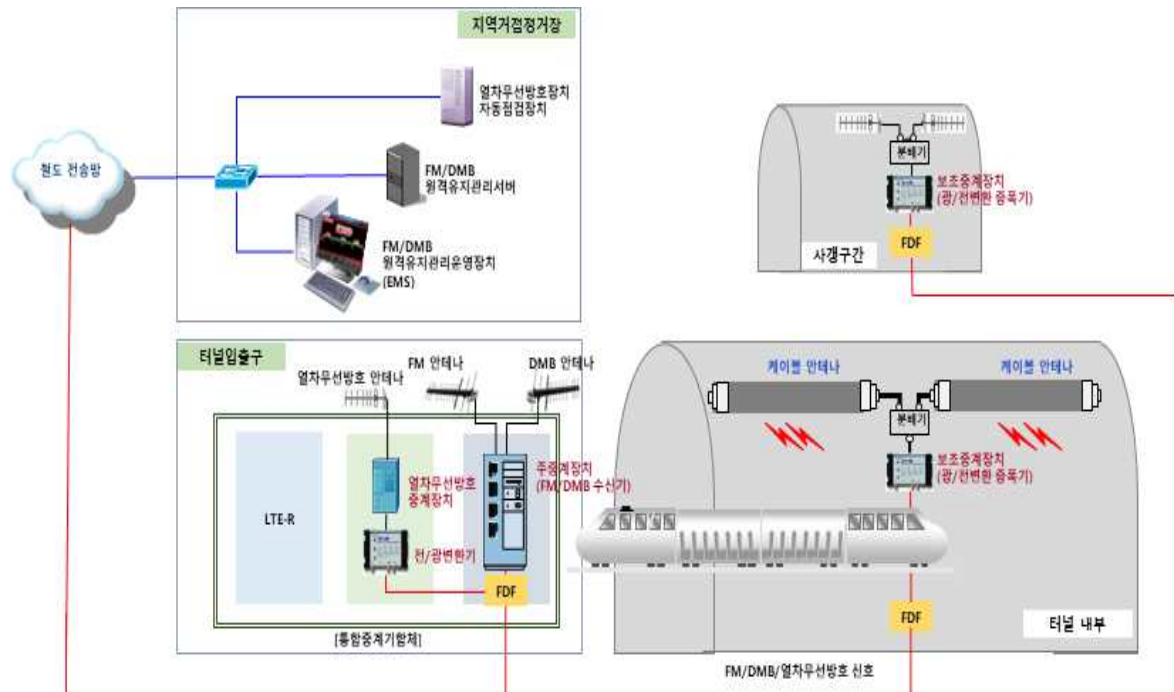 지역거점정거장
열차무선방호장치
자동점검장치
철도 전송망
FM/DMB
원격유지관리서버
FM/DMB
원격유지관리운영장치
(EMS)
분배기
보조중계장치
(광/전변환 증폭기)
FDF
사갱구간
터널입출구
FM 안테나
DMB 안테나
열차무선방호 안테나
LTE-R
열차무선방호
중계장치
전/광변환기
주중계장치
(FM/DMB 수신기)
FDF
[통합중계기함체]
케이블 안테나
케이블 안테나
분배기
보조중계장치
(광/전변환 증폭기)
FDF
터널 내부
FM/DMB/열차무선방호 신호